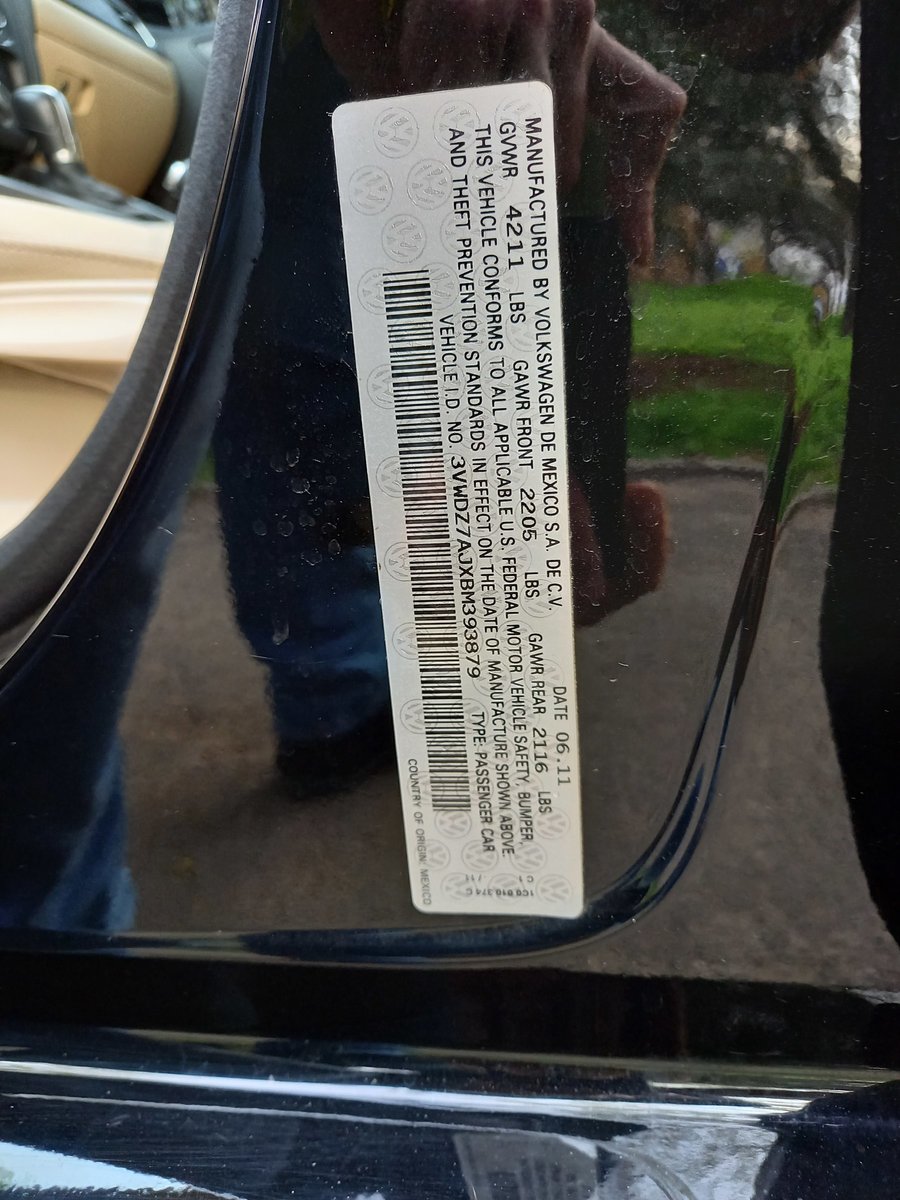 MANUFACTURED BY VOLKSWAGEN DE MEXICO S.A. DE C.V. DATE 06.11
GVWR 4211 LBS GAWR FRONT 2205 LBS GAWR REAR 2116 LBS
THIS VEHICLE CONFORMS TO ALL APPLICABLE U.S. FEDERAL MOTOR VEHICLE SAFETY, BUMPER,
AND THEFT PREVENTION STANDARDS IN EFFECT ON THE DATE OF MANUFACTURE SHOWN ABOVE.
VEHICLE I.D. NO. 3VWDZ7AJXBM393879 TYPE: PASSENGER CAR
COUNTRY OF ORIGIN: MEXICO